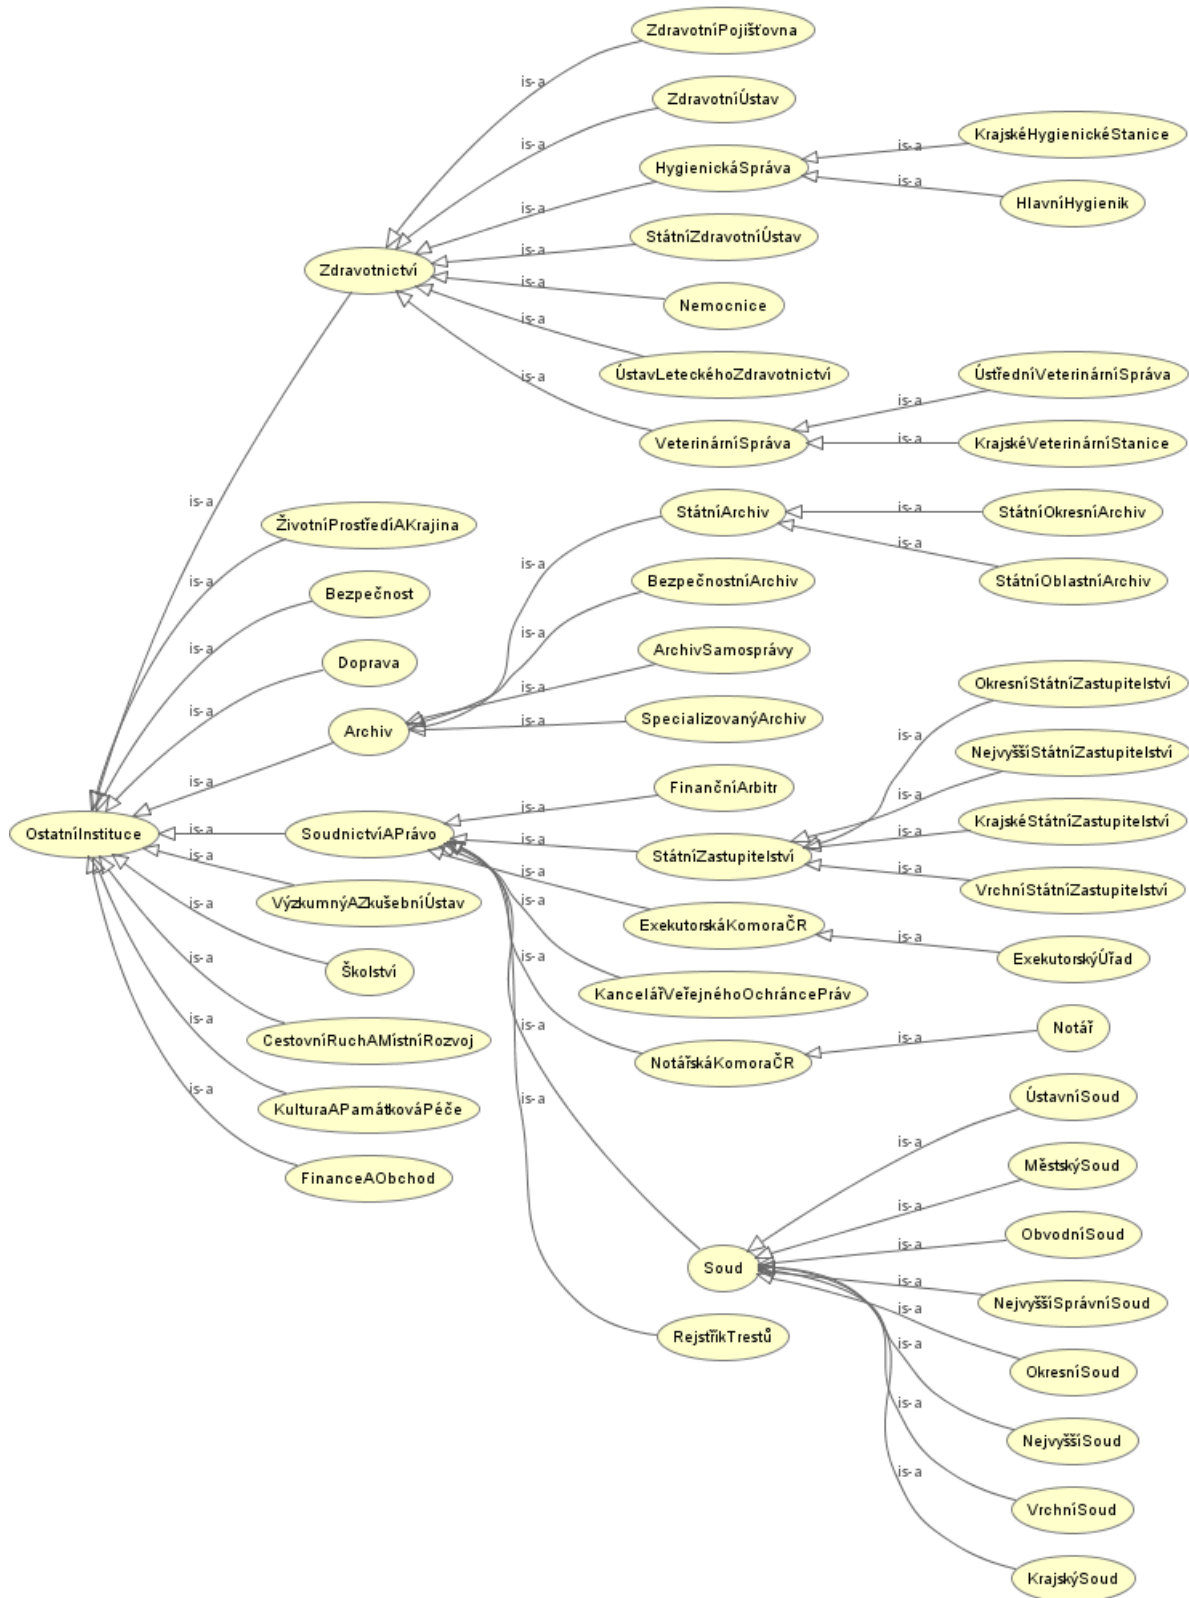 ZdravotníPojišťovna
is-a
ZdravotníÚstav
is-a
KrajskéHygienickéStanice
is-a
HygienickáSpráva
is-a
HlavníHygienik
is-a
StátníZdravotníÚstav
is-a
Zdravotnictví
is-a
Nemocnice
is-a
ÚstavLeteckéhoZdravotnictví
is-a
ÚstředníVeterinárníSpráva
is-a
VeterinárníSpráva
is-a
KrajskéVeterinárníStanice
is-a
ŽivotníProstředíAKrajina
is-a
StátníArchiv
is-a
StátníOkresníArchiv
is-a
StátníOblastníArchiv
is-a
Bezpečnost
is-a
BezpečnostníArchiv
is-a
Doprava
is-a
ArchivSamosprávy
is-a
Archiv
is-a
SpecializovanýArchiv
is-a
OkresníStátníZastupitelství
is-a
NejvyššíStátníZastupitelství
is-a
FinančníArbitr
is-a
KrajskéStátníZastupitelství
is-a
OstatníInstituce
is-a
SoudnictvíAPrávo
is-a
StátníZastupitelství
is-a
VrchníStátníZastupitelství
is-a
VýzkumnýAZkušebníÚstav
is-a
ExekutorskáKomoraČR
is-a
ExekutorskýÚřad
is-a
Školství
is-a
KancelářVeřejnéhoOchráncePráv
is-a
CestovníRuchAMístníRozvoj
is-a
NotářskáKomoraČR
is-a
Notář
is-a
KulturaAPamátkováPéče
is-a
ÚstavníSoud
is-a
FinanceAObchod
MěstskýSoud
is-a
ObvodníSoud
is-a
Soud
is-a
NejvyššíSprávníSoud
is-a
RejstříkTrestů
OkresníSoud
is-a
NejvyššíSoud
is-a
VrchníSoud
is-a
KrajskýSoud